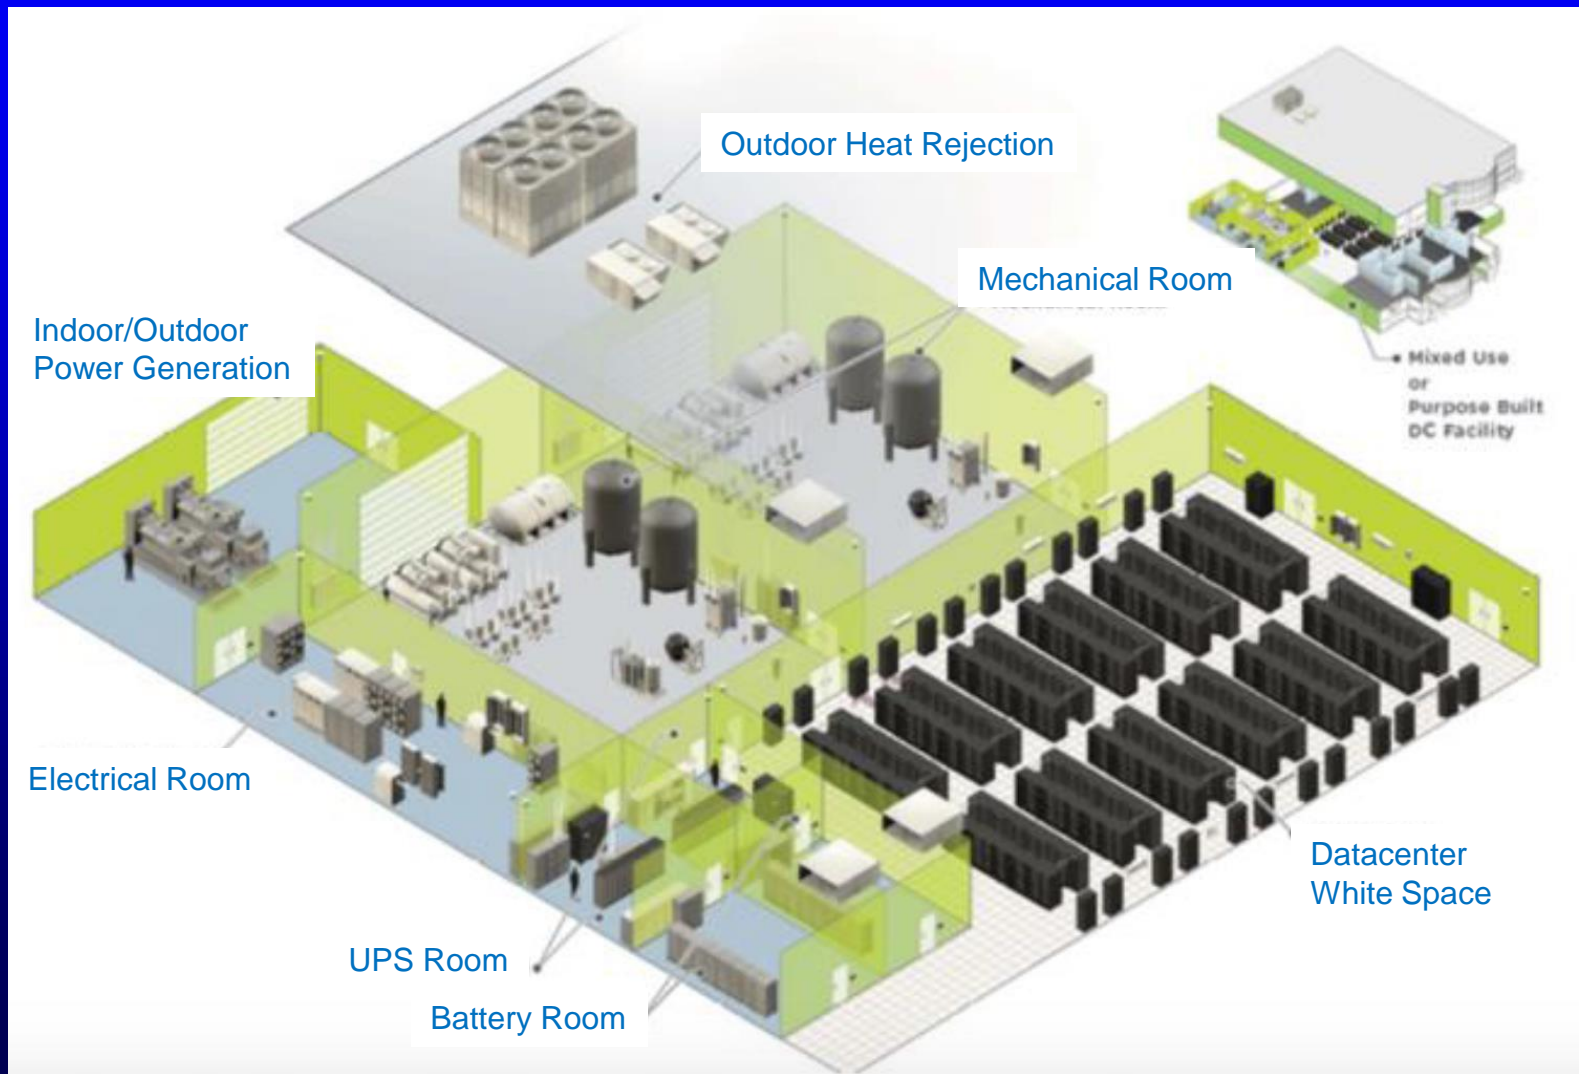 Outdoor Heat Rejection
Mechanical Room
Indoor/Outdoor
Power Generation
Mixed Use
or
Purpose Built
DC Facility
Electrical Room
Datacenter
White Space
UPS Room
Battery Room